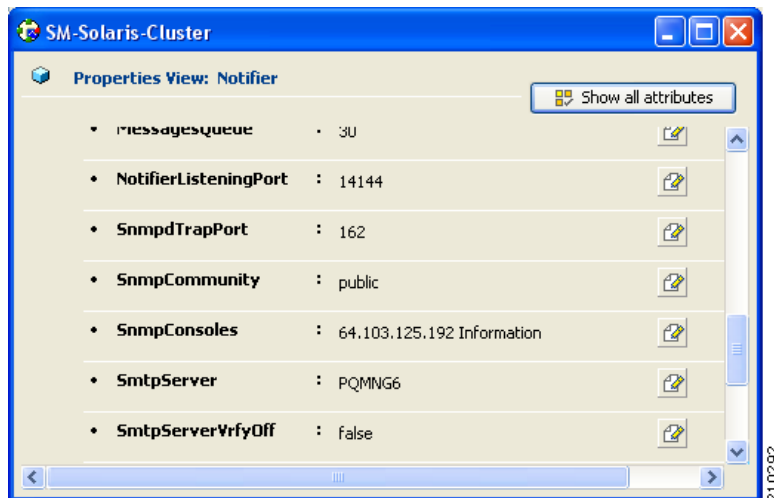 SM-Solaris-Cluster
Properties View: Notifier
Show all attributes
• MessagesQueue : 30
• NotifierListeningPort : 14144
• SnmpdTrapPort : 162
• SnmpCommunity : public
• SnmpConsoles : 64.103.125.192 Information
• SmtpServer : PQMNG6
• SmtpServerVrfyOff : false
210292